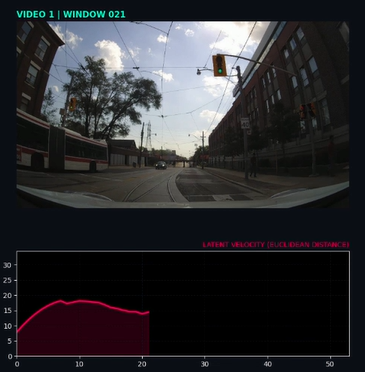 VIDEO 1 | WINDOW 021
LATENT VELOCITY (EUCLIDEAN DISTANCE)
30
25
20
15
10
5
0
0 10 20 30 40 50